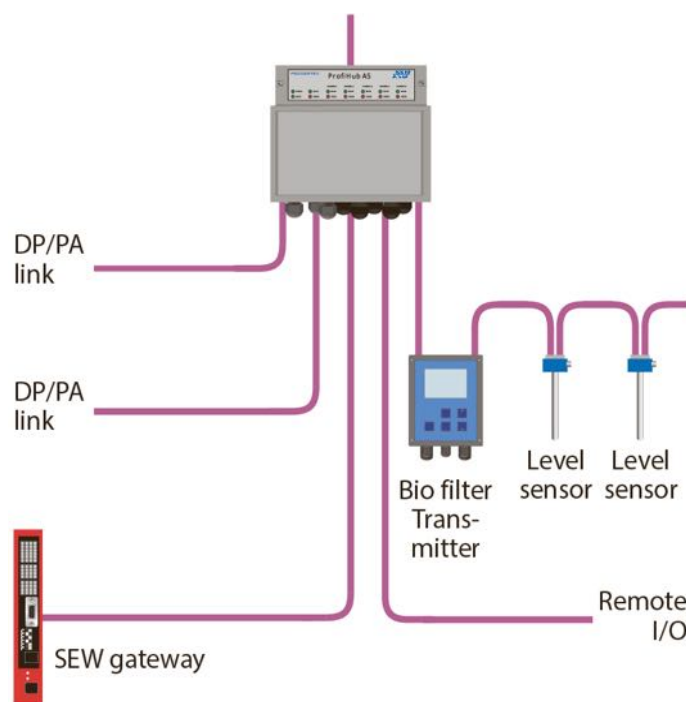 ProfiHub A5
DP/PA
link
DP/PA
link
Level
sensor
Level
sensor
Bio filter
Trans-
mitter
Remote
I/O
SEW gateway